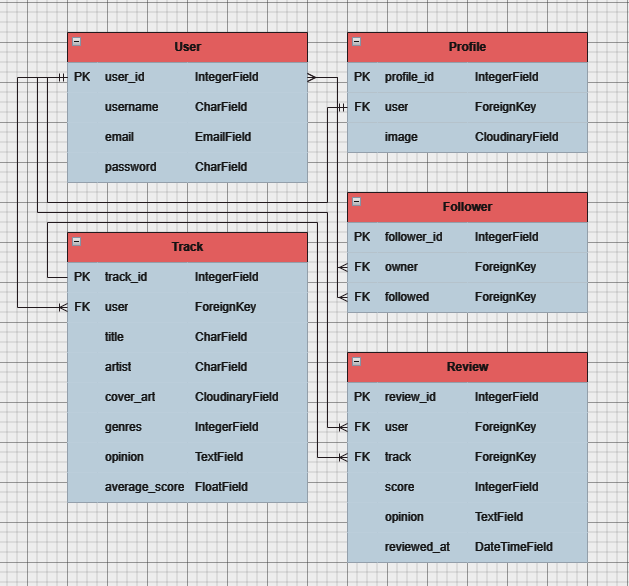 User
PK user_id IntegerField
username CharField
email EmailField
password CharField
Profile
PK profile_id IntegerField
FK user ForeignKey
image CloudinaryField
Follower
PK follower_id IntegerField
FK owner ForeignKey
FK followed ForeignKey
Track
PK track_id IntegerField
FK user ForeignKey
title CharField
artist CharField
cover_art CloudinaryField
genres IntegerField
opinion TextField
average_score FloatField
Review
PK review_id IntegerField
FK user ForeignKey
FK track ForeignKey
score IntegerField
opinion TextField
reviewed_at DateTimeField